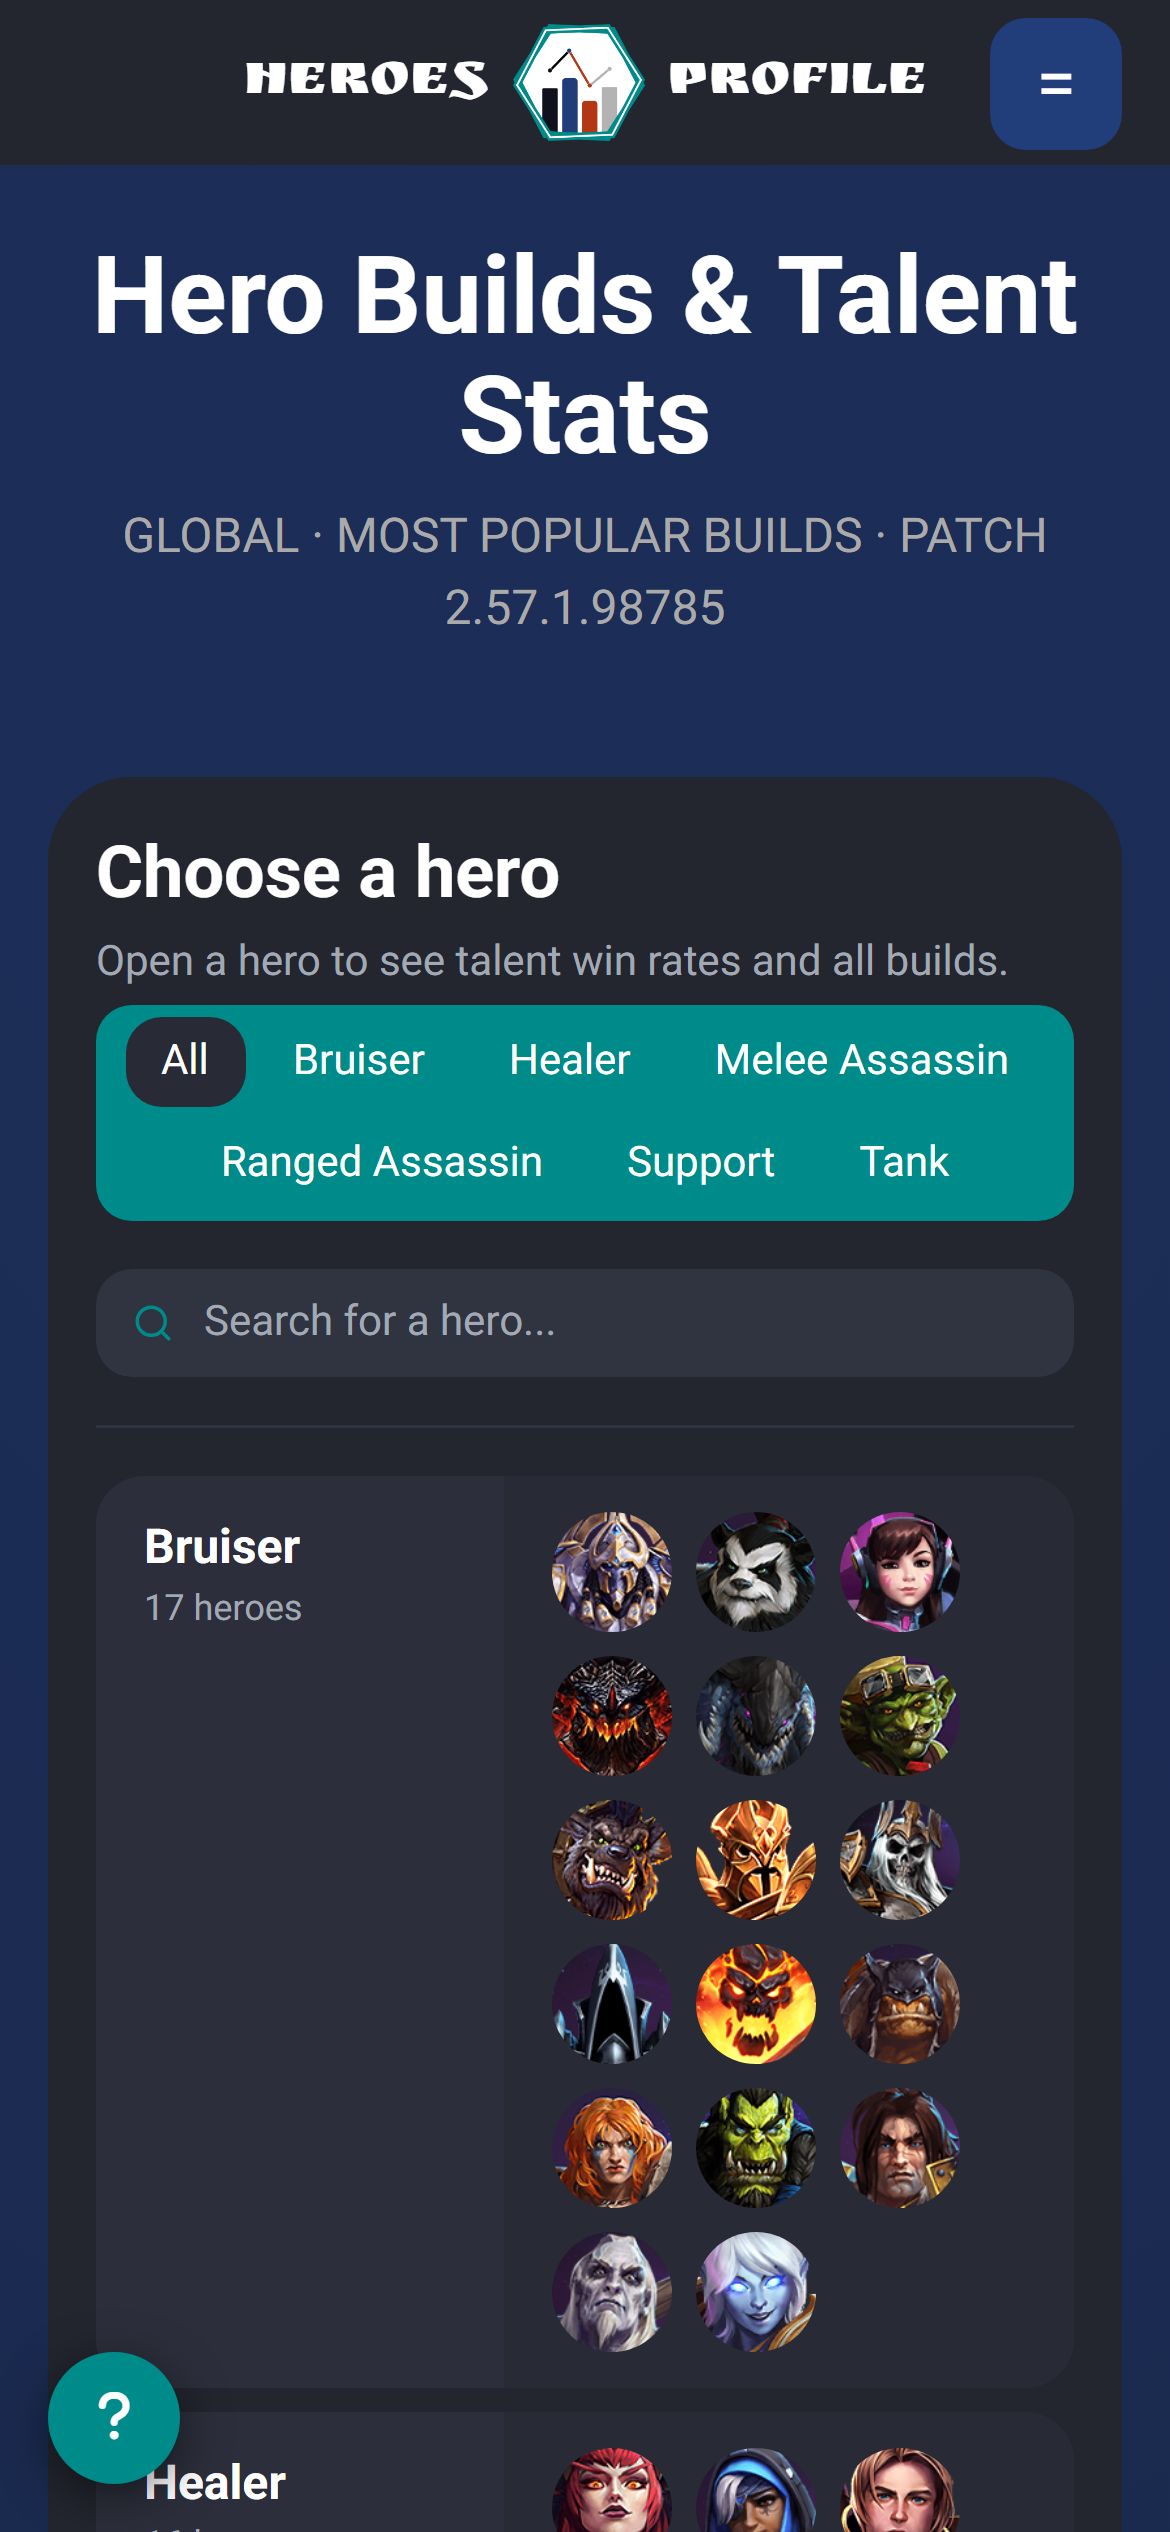 HEROES PROFILE
Hero Builds & Talent
Stats
GLOBAL · MOST POPULAR BUILDS · PATCH
2.57.1.98785
Choose a hero
Open a hero to see talent win rates and all builds.
All Bruiser Healer Melee Assassin
Ranged Assassin Support Tank
Search for a hero...
Bruiser
17 heroes
?
Healer